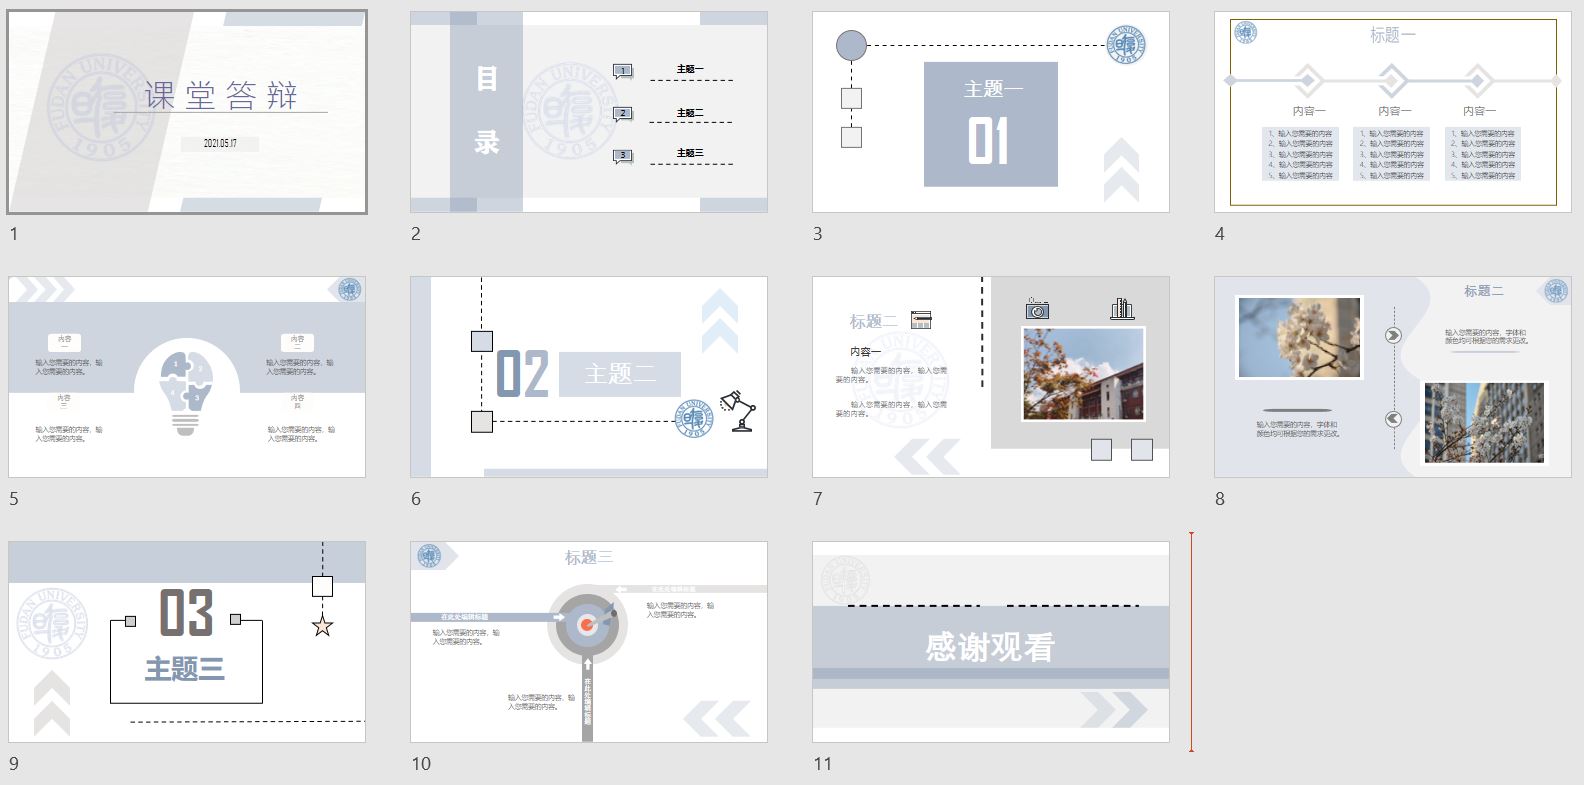 课堂答辩
2021.05.17
FUDAN UNIVERSITY
1905
1
目
录
1
主题一
2
主题二
3
主题三
2
主题一
01
1905
3
标题一
内容一
内容一
内容一
1、输入您需要的内容
2、输入您需要的内容
3、输入您需要的内容
4、输入您需要的内容
5、输入您需要的内容
1、输入您需要的内容
2、输入您需要的内容
3、输入您需要的内容
4、输入您需要的内容
5、输入您需要的内容
1、输入您需要的内容
2、输入您需要的内容
3、输入您需要的内容
4、输入您需要的内容
5、输入您需要的内容
4
内容
一
输入您需要的内容，输
入您需要的内容。
内容
二
输入您需要的内容，输
入您需要的内容。
内容
三
输入您需要的内容，输
入您需要的内容。
内容
四
输入您需要的内容，输
入您需要的内容。
1
2
3
4
5
02
主题二
FUDAN UNIVERSITY
1905
6
标题二
内容一
输入您需要的内容，输入您需
要的内容。
输入您需要的内容，输入您需
要的内容。
7
标题二
输入您需要的内容，字体和
颜色均可根据您的需求更改。
输入您需要的内容，字体和
颜色均可根据您的需求更改。
8
FUDAN UNIVERSITY
1905
03
主题三
9
标题三
在此处编辑标题
输入您需要的内容，输
入您需要的内容。
在此处编辑标题
输入您需要的内容，输
入您需要的内容。
输入您需要的内容，输
入您需要的内容。
在此处编辑标题
10
感谢观看
11